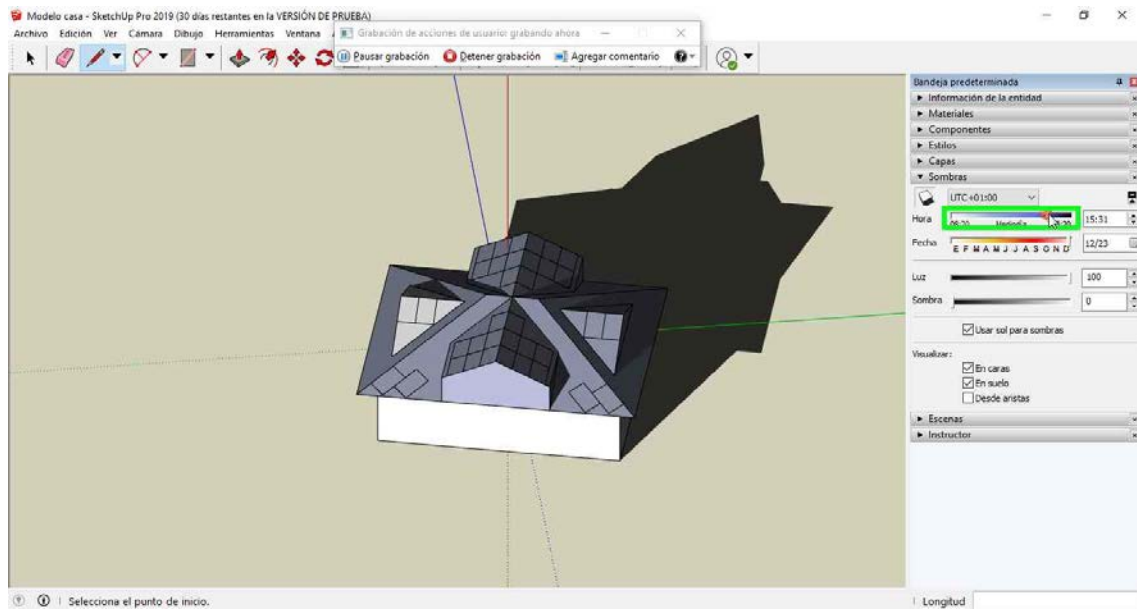 Modelo casa - SketchUp Pro 2019 (30 días restantes en la VERSIÓN DE PRUEBA)
Archivo Edición Ver Cámara Dibujo Herramientas Ventana
Grabación de acciones de usuario: grabando ahora
Pausar grabación Detener grabación Agregar comentario
Bandeja predeterminada
Información de la entidad
Materiales
Componentes
Estilos
Capas
Sombras
UTC+01:00
Hora 15:31
Mediodía
Fecha E F M A M J J A S O N D 12/23
Luz 100
Sombra 0
Usar sol para sombras
Visualizar:
En caras
En suelo
Desde aristas
Escenas
Instructor
Selecciona el punto de inicio.
Longitud